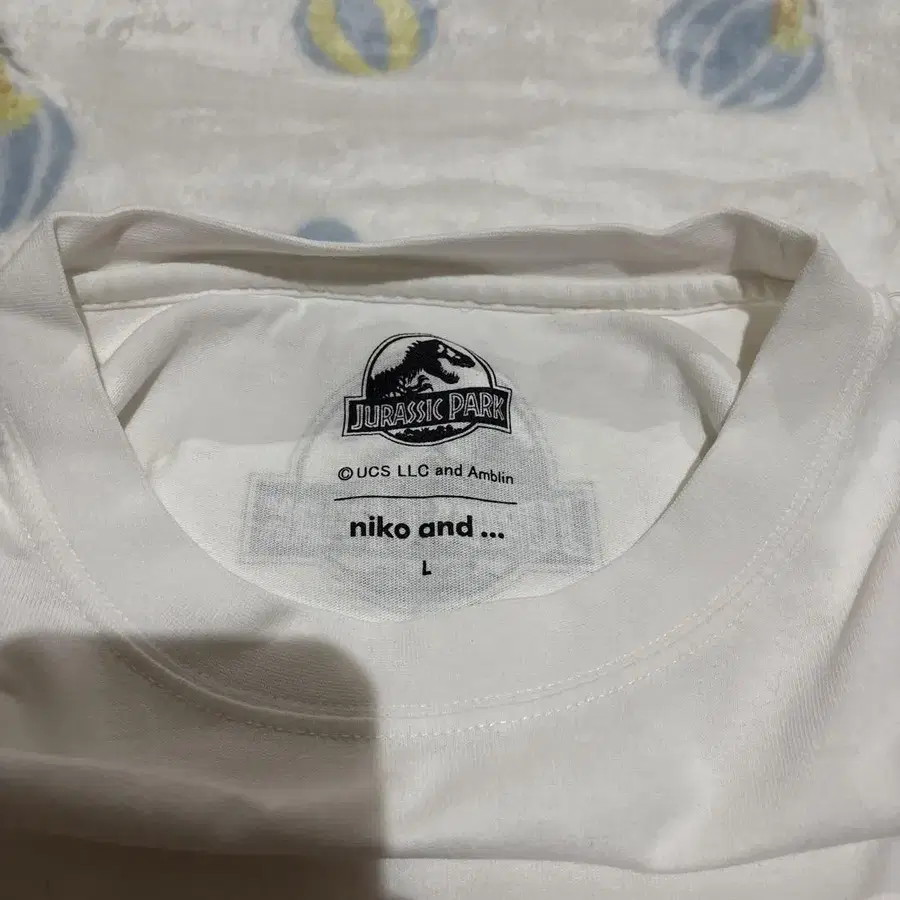 JURASSIC PARK
© UCS LLC and Amblin
niko and ...
L